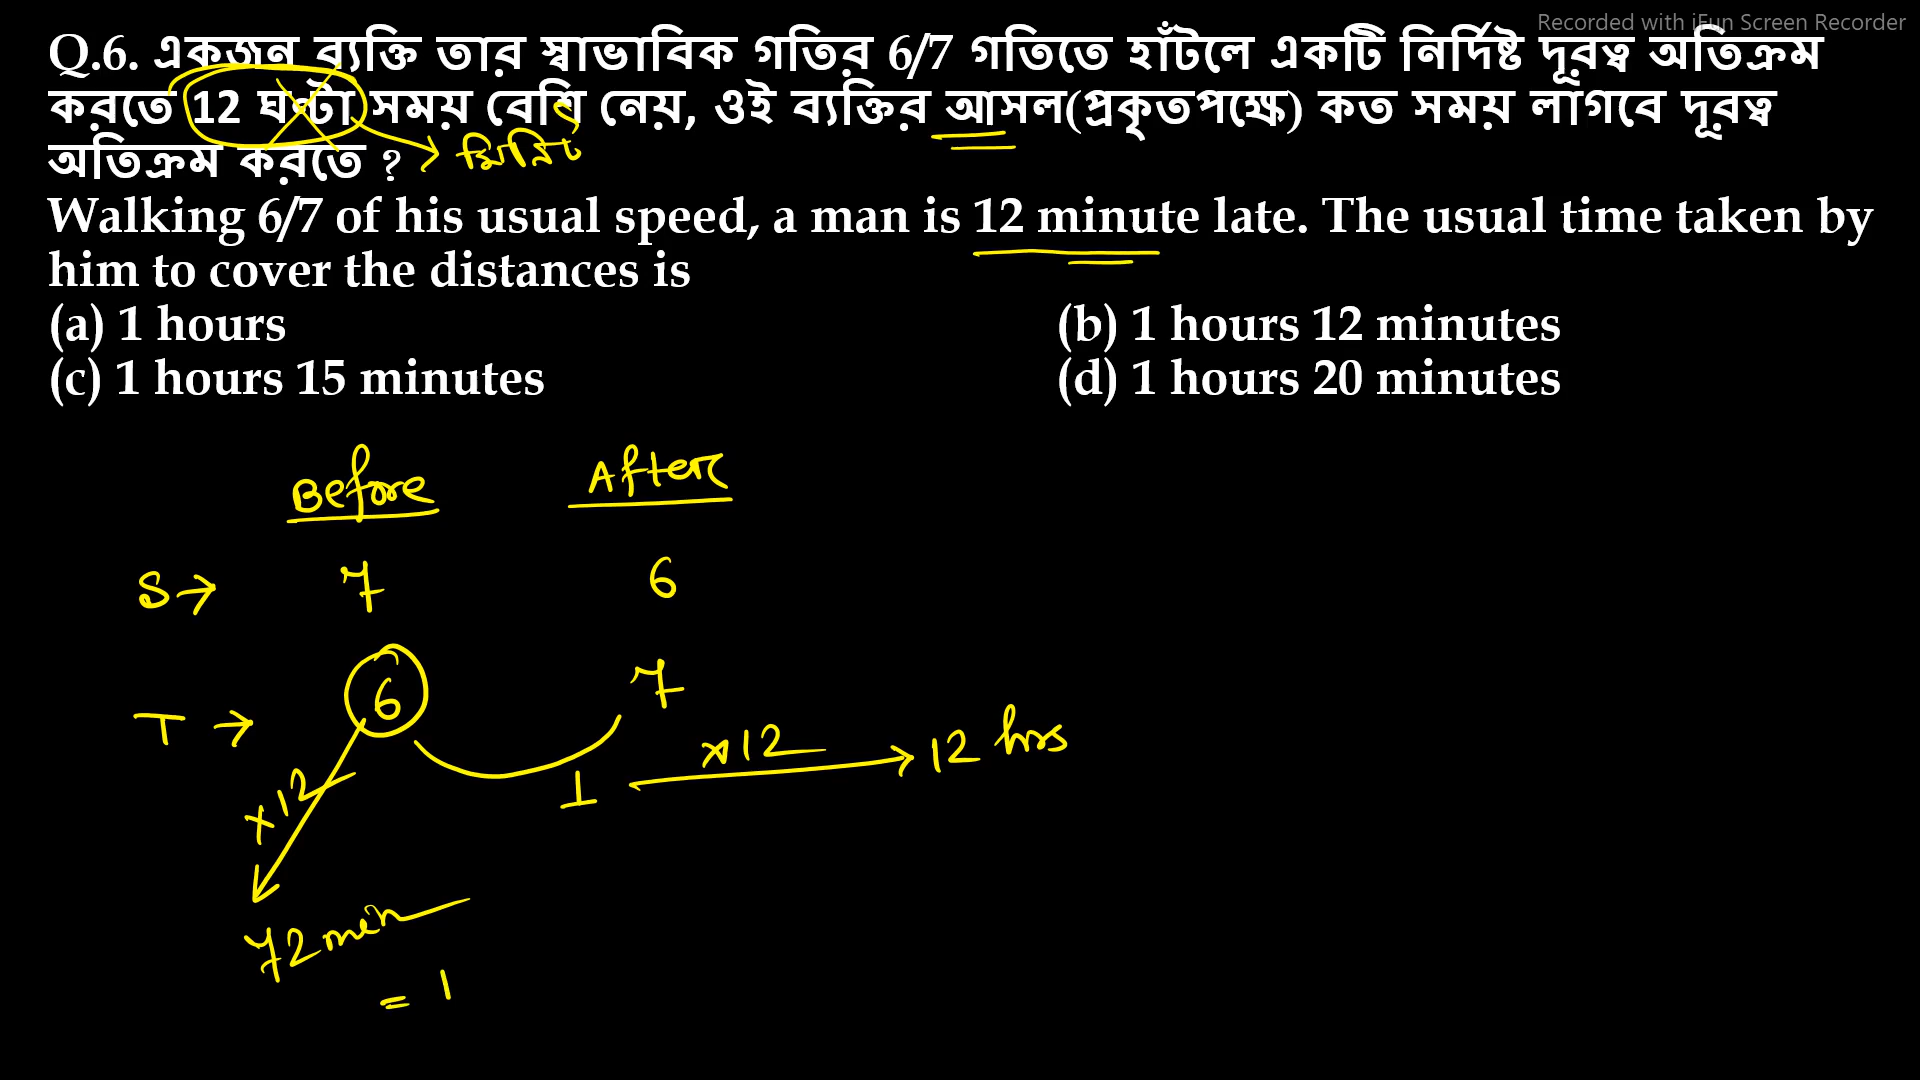 Recorded with iFun Screen Recorder
Q.6. একজন ব্যক্তি তার স্বাভাবিক গতির 6/7 গতিতে হাঁটলে একটি নির্দিষ্ট দূরত্ব অতিক্রম
করতে 12 ঘণ্টা সময় বেশি নেয়, ওই ব্যক্তির আসল(প্রকৃতপক্ষে) কত সময় লাগবে দূরত্ব
অতিক্রম করতে ? → মিনিট
Walking 6/7 of his usual speed, a man is 12 minute late. The usual time taken by
him to cover the distances is
(a) 1 hours (b) 1 hours 12 minutes
(c) 1 hours 15 minutes (d) 1 hours 20 minutes
Before After
S → 7 6
T → 6 7
1 ×12 → 12 hrs
×12
72 min
= 1